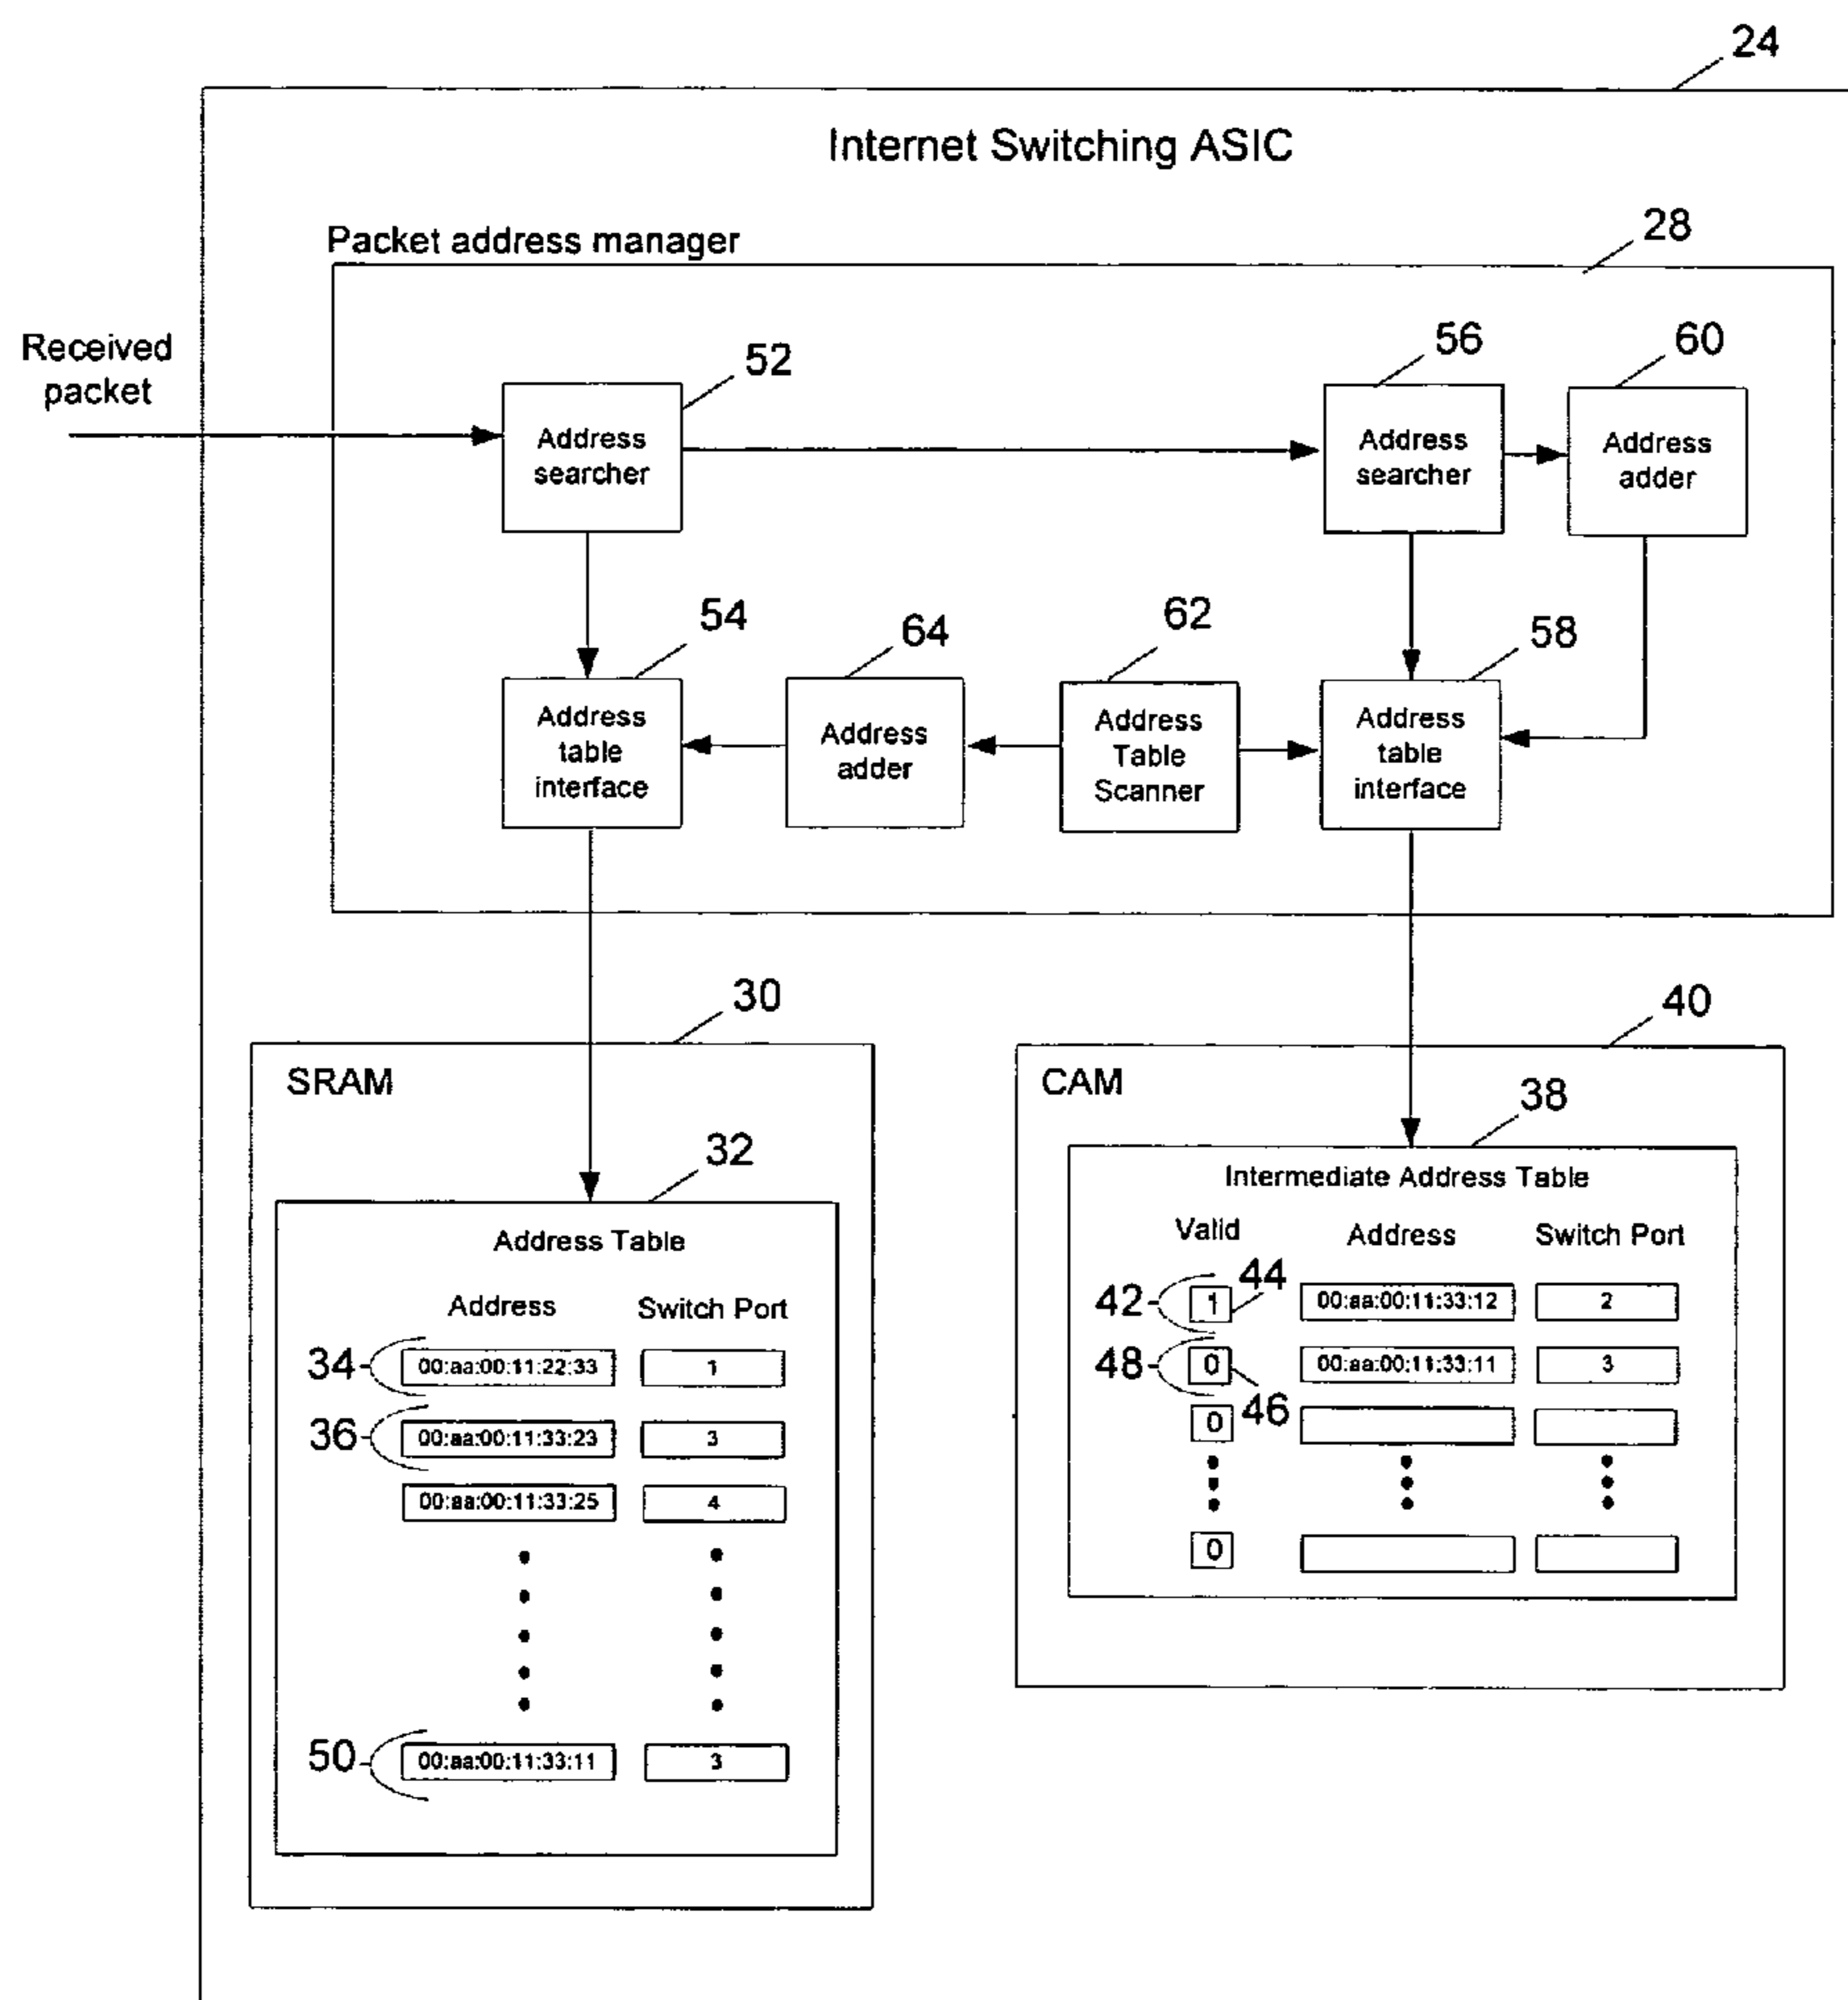 24
Internet Switching ASIC
Packet address manager
28
Received
packet
52
56
60
Address
searcher
Address
searcher
Address
adder
54
64
62
58
Address
table
interface
Address
adder
Address
Table
Scanner
Address
table
interface
30
SRAM
32
Address Table
Address Switch Port
34 00:aa:00:11:22:33 1
36 00:aa:00:11:33:23 3
00:aa:00:11:33:25 4
50 00:aa:00:11:33:11 3
40
CAM
38
Intermediate Address Table
Valid Address Switch Port
42 1 44 00:aa:00:11:33:12 2
48 0 46 00:aa:00:11:33:11 3
0
0